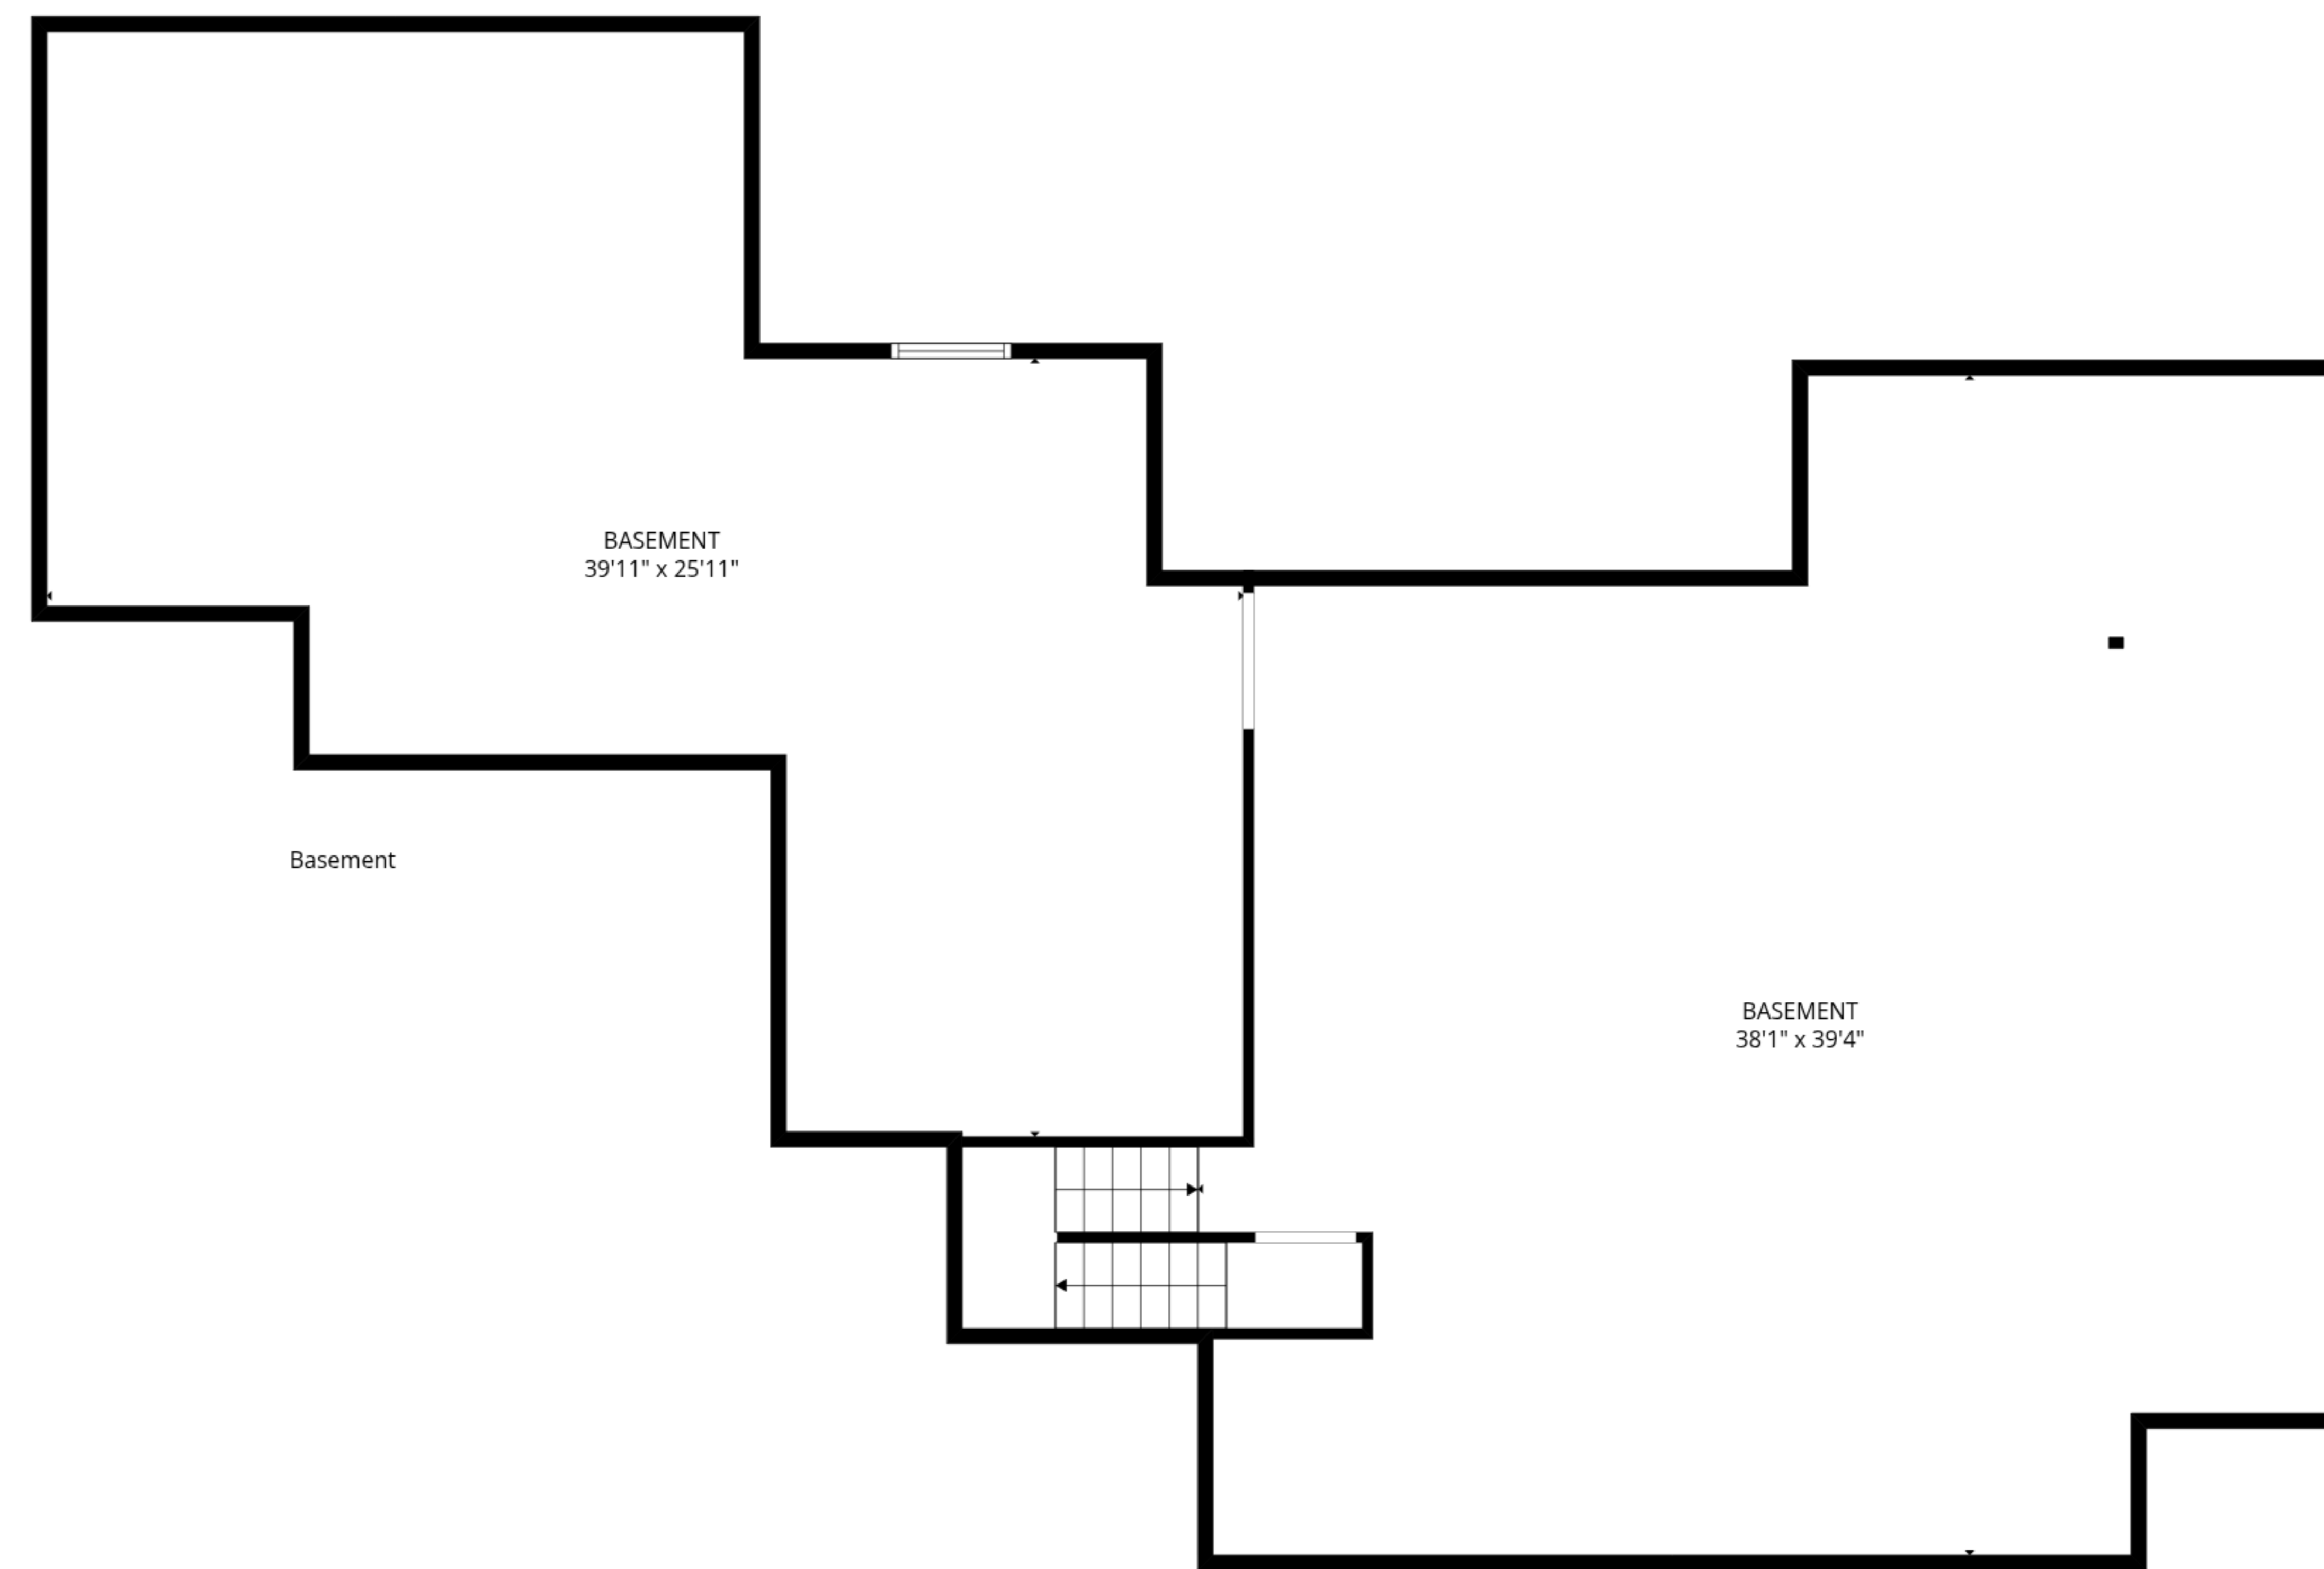 BASEMENT
39'11" x 25'11"
Basement
BASEMENT
38'1" x 39'4"